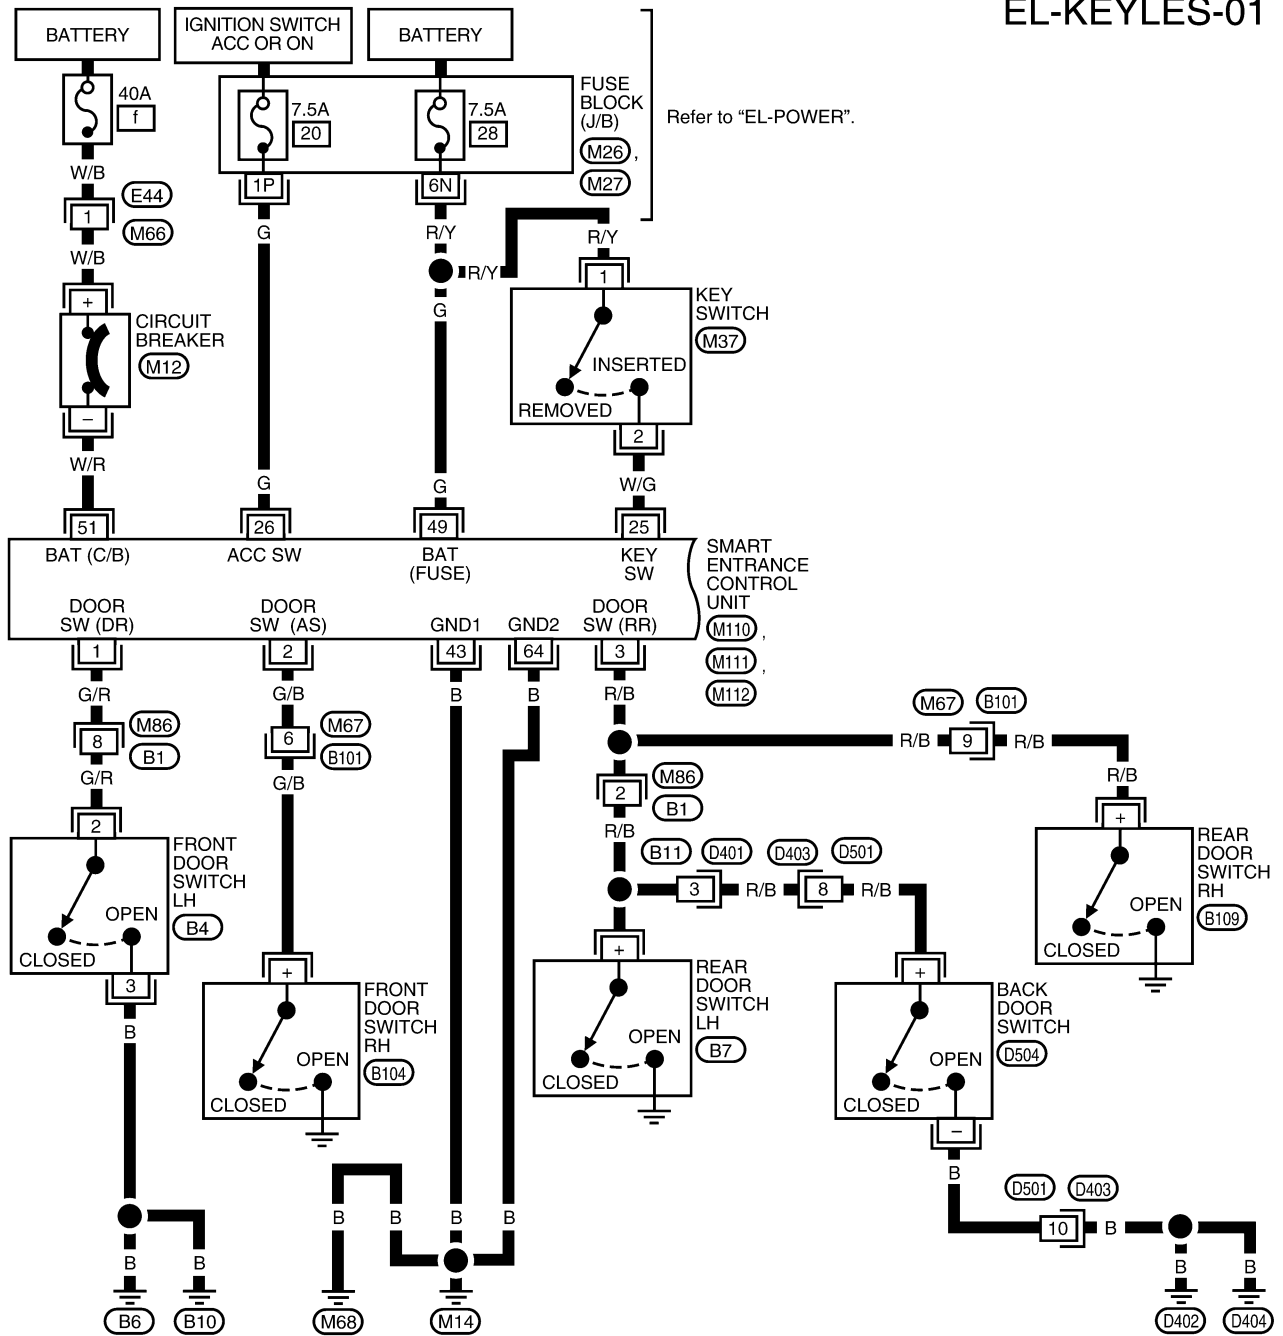 EL-KEYLES-01
BATTERY
IGNITION SWITCH
ACC OR ON
BATTERY
40A
f
7.5A
20
7.5A
28
FUSE
BLOCK
(J/B)
M26 ,
M27
Refer to “EL-POWER”.
W/B
1P
6N
E44
1
M66
G
R/Y
R/Y
R/Y
W/B
1
+
G
KEY
SWITCH
M37
CIRCUIT
BREAKER
M12
INSERTED
REMOVED
–
2
W/R
G
G
W/G
51
26
49
25
BAT (C/B)
ACC SW
BAT
(FUSE)
KEY
SW
SMART
ENTRANCE
CONTROL
UNIT
M110 ,
M111 ,
M112
DOOR
SW (DR)
DOOR
SW (AS)
GND1
GND2
DOOR
SW (RR)
1
2
43
64
3
G/R
G/B
B
B
R/B
M67
B101
M86
8
B1
6
M67
B101
R/B
9
R/B
G/R
G/B
M86
2
B1
R/B
R/B
2
+
FRONT
DOOR
SWITCH
LH
B4
OPEN
CLOSED
B11
D401
D403
D501
3
R/B
8
R/B
REAR
DOOR
SWITCH
RH
B109
OPEN
CLOSED
+
+
+
3
B
FRONT
DOOR
SWITCH
RH
B104
OPEN
CLOSED
REAR
DOOR
SWITCH
LH
B7
OPEN
CLOSED
BACK
DOOR
SWITCH
D504
OPEN
CLOSED
–
B
D501
D403
10
B
B
B
B
B
B
B
B
B
B6
B10
M68
M14
D402
D404